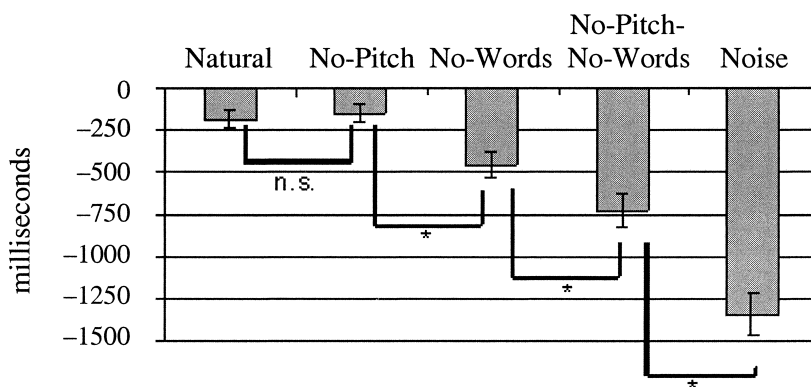 No-Pitch-
Natural No-Pitch No-Words No-Words Noise
0
−250
−500
−750
−1000
−1250
−1500
milliseconds
n.s.
*
*
*